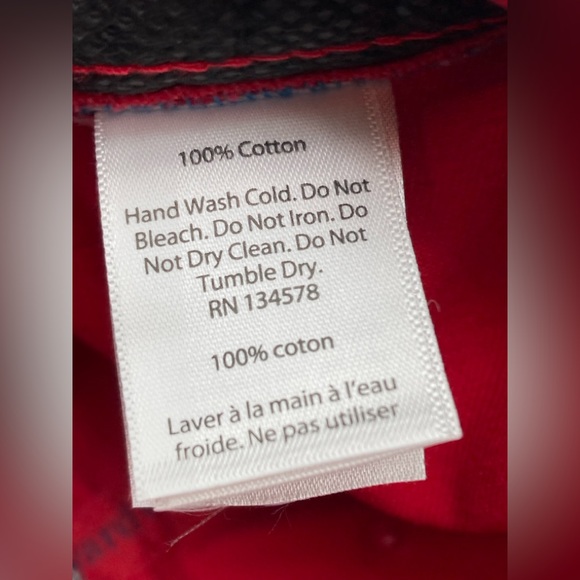 100% Cotton
Hand Wash Cold. Do Not
Bleach. Do Not Iron. Do
Not Dry Clean. Do Not
Tumble Dry.
RN 134578
100% coton
Laver à la main à l'eau
froide. Ne pas utiliser